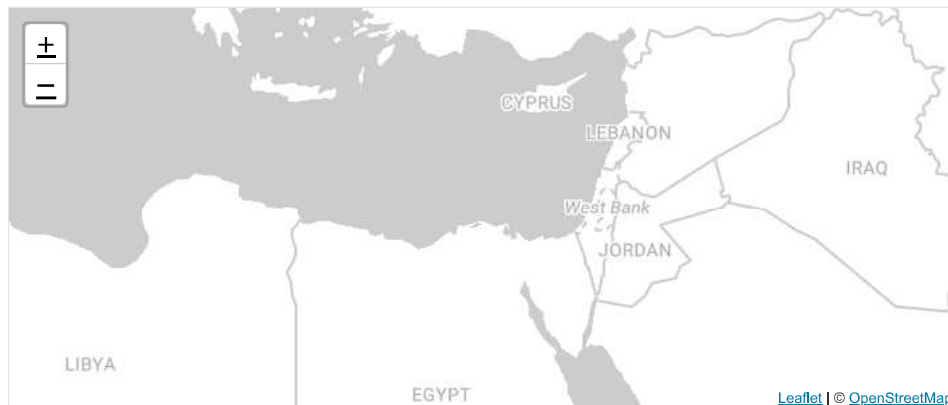 +
−
CYPRUS
LEBANON
IRAQ
West Bank
JORDAN
LIBYA
EGYPT
Leaflet | © OpenStreetMap